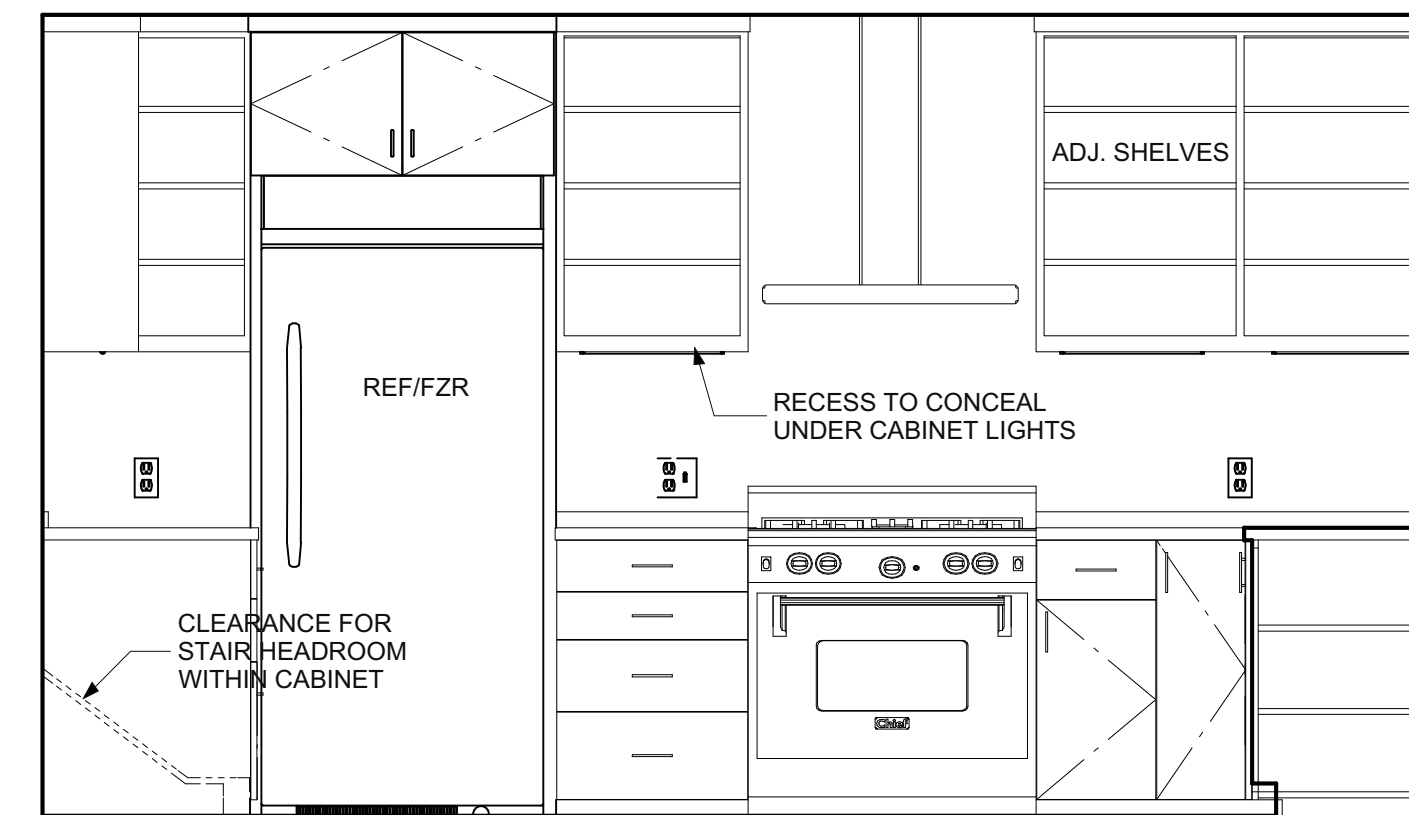 ADJ. SHELVES
REF/FZR
RECESS TO CONCEAL
UNDER CABINET LIGHTS
CLEARANCE FOR
STAIR HEADROOM
WITHIN CABINET
Chief